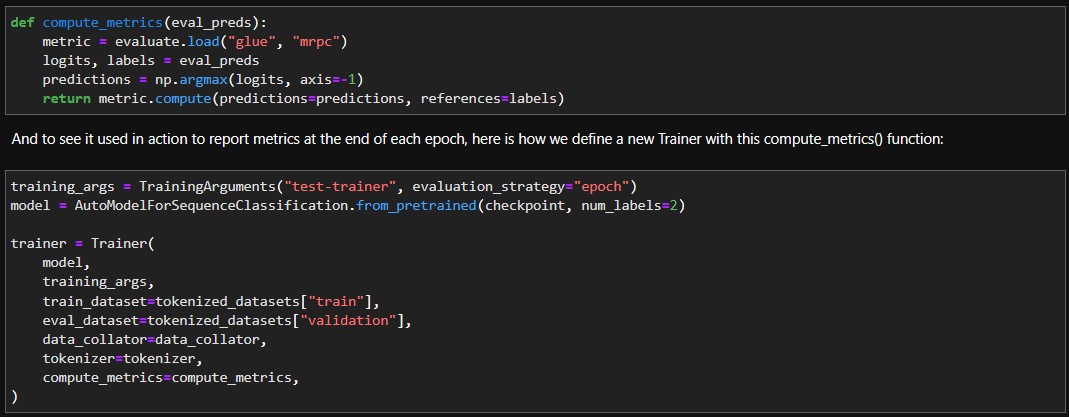 def compute_metrics(eval_preds):
    metric = evaluate.load("glue", "mrpc")
    logits, labels = eval_preds
    predictions = np.argmax(logits, axis=-1)
    return metric.compute(predictions=predictions, references=labels)
And to see it used in action to report metrics at the end of each epoch, here is how we define a new Trainer with this compute_metrics() function:
training_args = TrainingArguments("test-trainer", evaluation_strategy="epoch")
model = AutoModelForSequenceClassification.from_pretrained(checkpoint, num_labels=2)
trainer = Trainer(
    model,
    training_args,
    train_dataset=tokenized_datasets["train"],
    eval_dataset=tokenized_datasets["validation"],
    data_collator=data_collator,
    tokenizer=tokenizer,
    compute_metrics=compute_metrics,
)